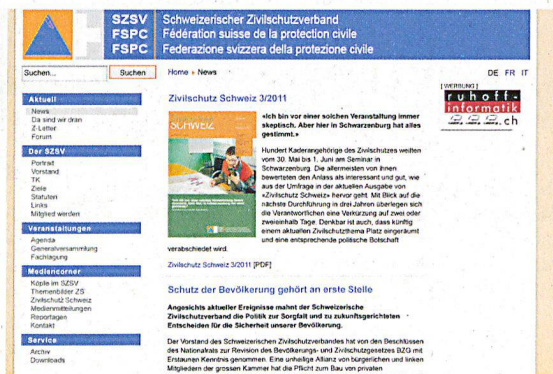 SZSV
FSPC
FSPC
Schweizerischer Zivilschutzverband
Fédération suisse de la protection civile
Federazione svizzera della protezione civile
Suchen...
Suchen
Home » News
DE FR IT
Aktuell
News
Da sind wir dran
Z-Letter
Forum
Der SZSV
Portrait
Vorstand
TK
Ziele
Statuten
Links
Mitglied werden
Veranstaltungen
Agenda
Generalversammlung
Fachtagung
Mediencorner
Köpfe im SZSV
Themenbilder ZS
Zivilschutz Schweiz
Medienmitteilungen
Reportagen
Kontakt
Service
Archiv
Downloads
Zivilschutz Schweiz 3/2011
SCHWEIZ
«Ich bin vor einer solchen Veranstaltung immer
skeptisch. Aber hier in Schwarzenburg hat alles
gestimmt.»
Hundert Kaderangehörige des Zivilschutzes weilten
vom 30. Mai bis 1. Juni am Seminar in
Schwarzenburg. Die allermeisten von ihnen
bewerteten den Anlass als interessant und gut, wie
aus der Umfrage in der aktuellen Ausgabe von
«Zivilschutz Schweiz» hervor geht. Mit Blick auf die
nächste Durchführung in drei Jahren überlegen sich
die Verantwortlichen eine Verkürzung auf zwei oder
zweieinhalb Tage. Denkbar ist auch, dass künftig
einem aktuellen Zivilschutzthema Platz eingeräumt
und eine entsprechende politische Botschaft
verabschiedet wird.
Zivilschutz Schweiz 3/2011 [PDF]
Schutz der Bevölkerung gehört an erste Stelle
Angesichts aktueller Ereignisse mahnt der Schweizerische
Zivilschutzverband die Politik zur Sorgfalt und zu zukunftsgerichteten
Entscheiden für die Sicherheit unserer Bevölkerung.
Der Vorstand des Schweizerischen Zivilschutzverbandes hat von den Beschlüssen
des Nationalrats zur Revision des Bevölkerungs- und Zivilschutzgesetzes BZG mit
Erstaunen Kenntnis genommen. Eine unheilige Allianz von bürgerlichen und linken
Mitgliedern der grossen Kammer hat die Pflicht zum Bau von privaten
[WERBUNG]
ruhoff-
informatik
.ch